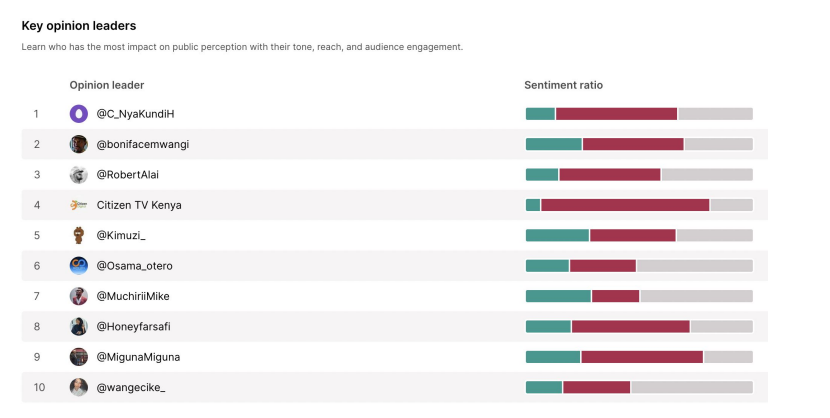 Key opinion leaders
Learn who has the most impact on public perception with their tone, reach, and audience engagement.
Opinion leader Sentiment ratio
1 @C_NyaKundiH
2 @bonifacemwangi
3 @RobertAlai
4 Citizen TV Kenya
5 @Kimuzi_
6 @Osama_otero
7 @MuchiriiMike
8 @Honeyfarsafi
9 @MigunaMiguna
10 @wangecike_